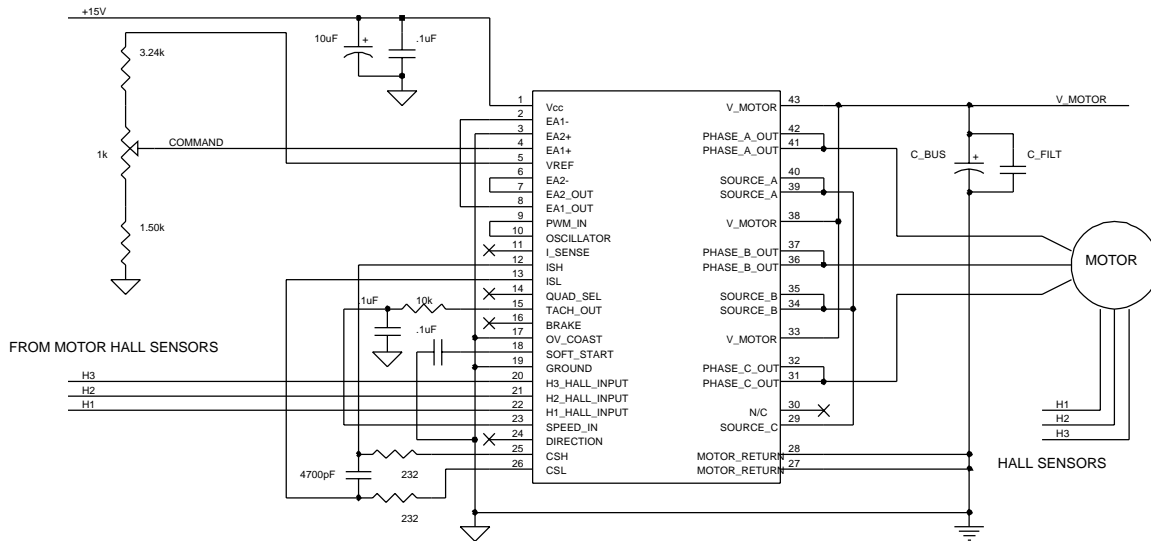 +15V
3.24k
10uF
+
.1uF
COMMAND
1k
1.50k
1
Vcc
2
EA1-
3
EA2+
4
EA1+
5
VREF
6
EA2-
7
EA2_OUT
8
EA1_OUT
9
PWM_IN
10
OSCILLATOR
11
I_SENSE
12
ISH
13
ISL
14
QUAD_SEL
15
TACH_OUT
16
BRAKE
17
OV_COAST
18
SOFT_START
19
GROUND
20
H3_HALL_INPUT
21
H2_HALL_INPUT
22
H1_HALL_INPUT
23
SPEED_IN
24
DIRECTION
25
CSH
26
CSL
.1uF
10k
.1uF
FROM MOTOR HALL SENSORS
H3
H2
H1
4700pF
232
232
V_MOTOR
43
PHASE_A_OUT
42
PHASE_A_OUT
41
SOURCE_A
40
SOURCE_A
39
V_MOTOR
38
PHASE_B_OUT
37
PHASE_B_OUT
36
SOURCE_B
35
SOURCE_B
34
V_MOTOR
33
PHASE_C_OUT
32
PHASE_C_OUT
31
N/C
30
SOURCE_C
29
MOTOR_RETURN
28
MOTOR_RETURN
27
V_MOTOR
C_BUS
+
C_FILT
MOTOR
H1
H2
H3
HALL SENSORS